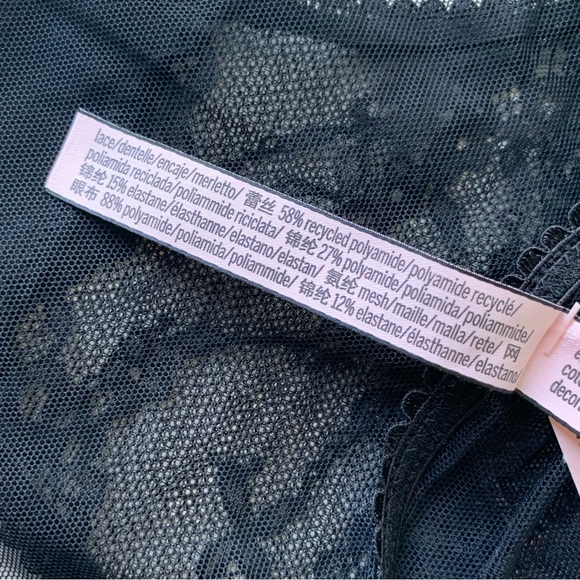 lace/dentelle/encaje/merletto/ 蕾丝 58% recycled polyamide/polyamide recyclé/
poliamida reciclada/poliammide riciclata/ 锦纶 27% polyamide/poliamida/poliammide/
锦纶 15% elastane/élasthanne/elastano/elastan/ 氨纶 mesh/maille/malla/rete/ 网
眼布 88% polyamide/poliamida/poliammide/ 锦纶 12% elastane/élasthanne/elastano/
decor